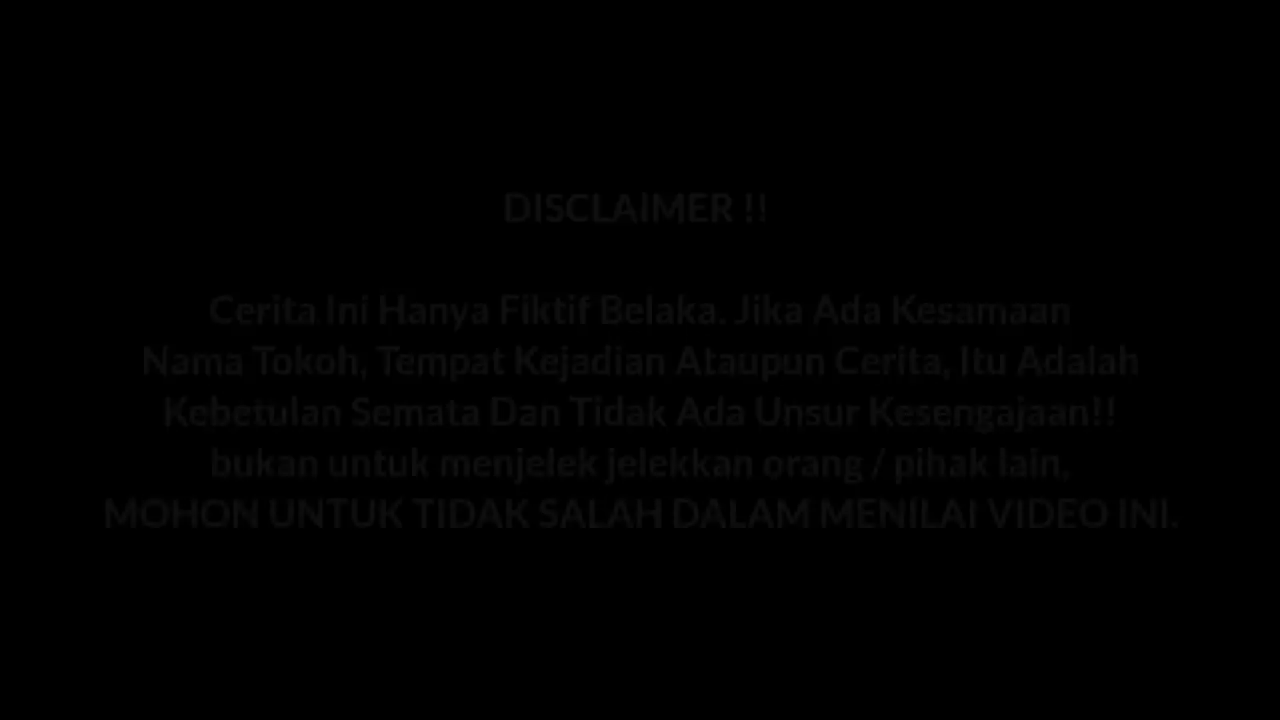 DISCLAIMER !!
Cerita Ini Hanya Fiktif Belaka. Jika Ada Kesamaan
Nama Tokoh, Tempat Kejadian Ataupun Cerita, Itu Adalah
Kebetulan Semata Dan Tidak Ada Unsur Kesengajaan!!
bukan untuk menjelek jelekkan orang / pihak lain,
MOHON UNTUK TIDAK SALAH DALAM MENILAI VIDEO INI.